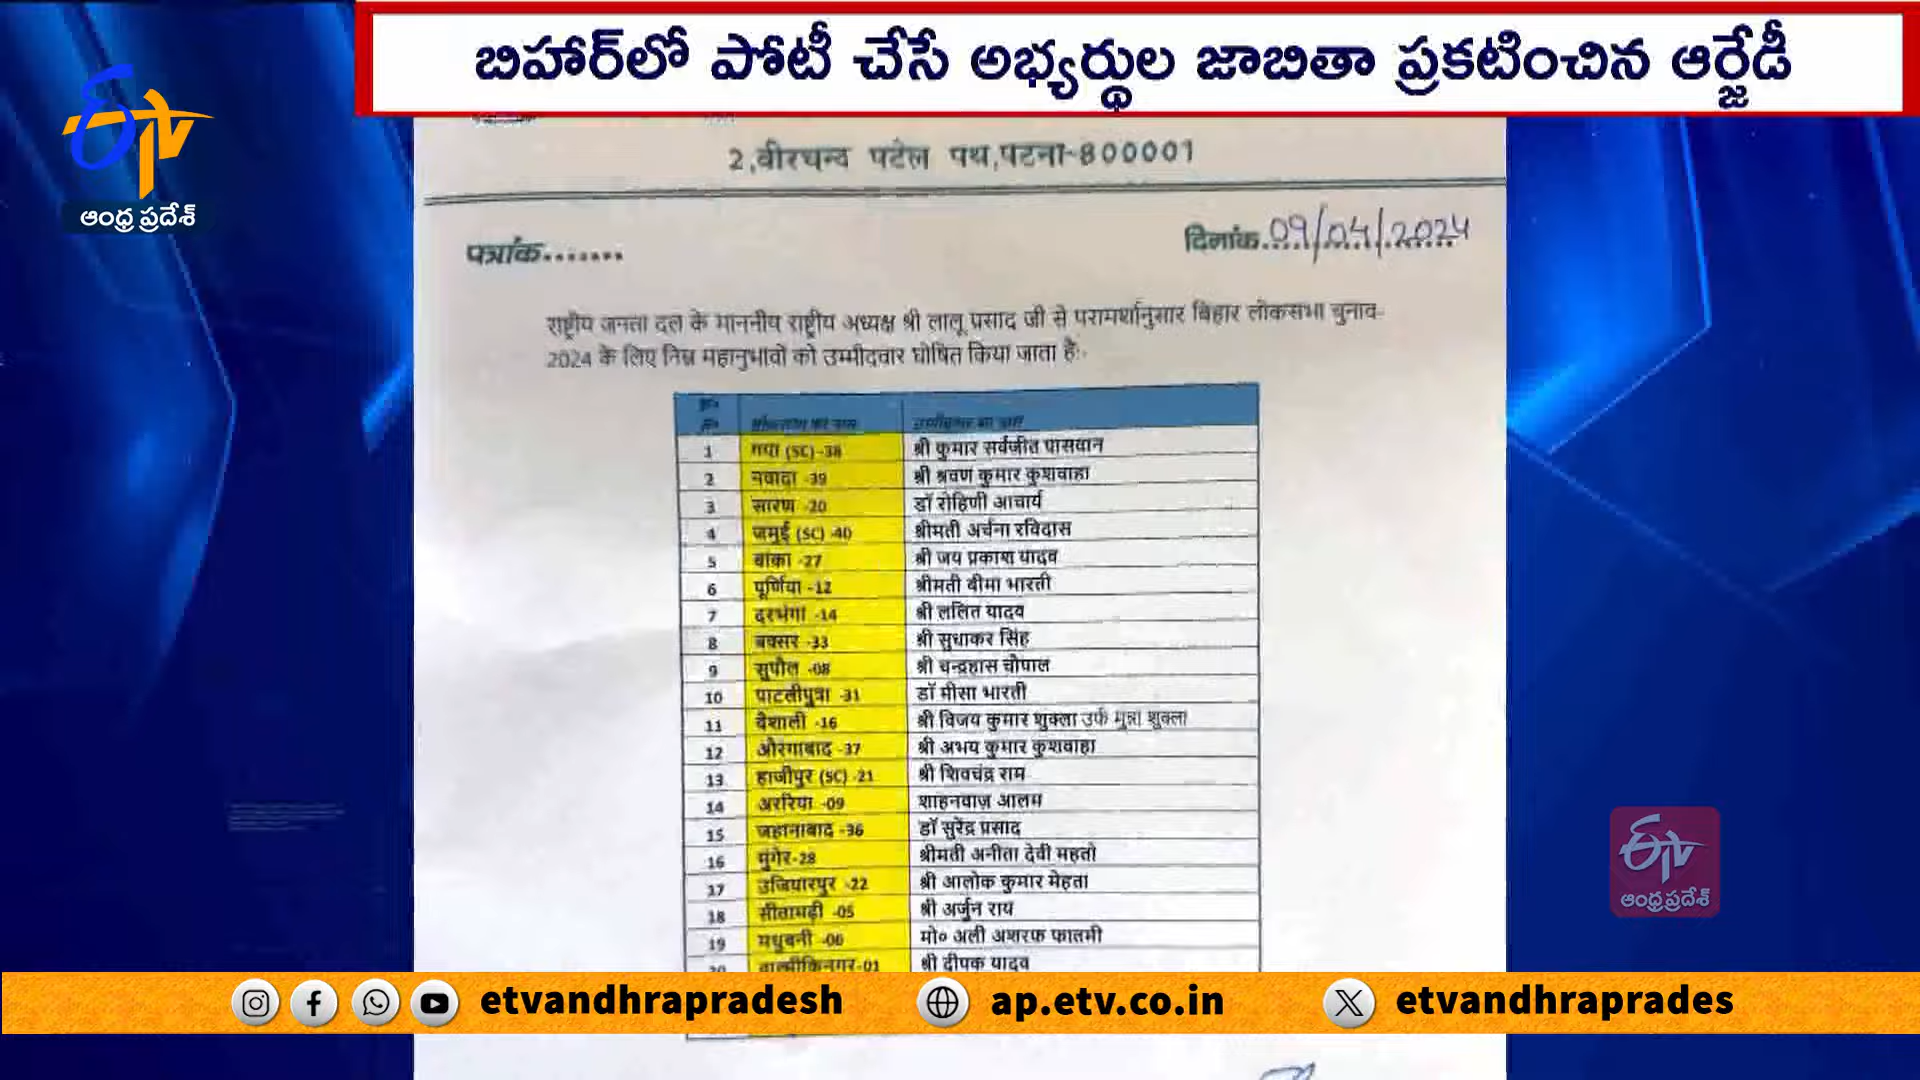 బిహార్‌లో పోటీ చేసే అభ్యర్థుల జాబితా ప్రకటించిన ఆర్జేడీ
ETV
ఆంధ్ర ప్రదేశ్
2,वीरचन्द पटेल पथ,पटना-800001
पत्रांक.......
दिनांक 09/04/2024
राष्ट्रीय जनता दल के माननीय राष्ट्रीय अध्यक्ष श्री लालू प्रसाद जी से परामर्शानुसार बिहार लोकसभा चुनाव-
2024 के लिए निम्न महानुभावों को उम्मीदवार घोषित किया जाता है:-
1 गया (SC) -38 श्री कुमार सर्वजीत पासवान
2 नवादा -39 श्री श्रवण कुमार कुशवाहा
3 सारण -20 डॉ रोहिणी आचार्य
4 जमुई (SC) -40 श्रीमती अर्चना रविदास
5 बांका -27 श्री जय प्रकाश यादव
6 पूर्णिया -12 श्रीमती बीमा भारती
7 दरभंगा -14 श्री ललित यादव
8 बक्सर -33 श्री सुधाकर सिंह
9 सुपौल -08 श्री चन्द्रहास चौपाल
10 पाटलीपुत्रा -31 डॉ मीसा भारती
11 वैशाली -16 श्री विजय कुमार शुक्ला उर्फ मुन्ना शुक्ला
12 औरंगाबाद -37 श्री अभय कुमार कुशवाहा
13 हाजीपुर (SC) -21 श्री शिवचंद्र राम
14 अररिया -09 शाहनवाज़ आलम
15 जहानाबाद -36 डॉ सुरेंद्र प्रसाद
16 मुंगेर-28 श्रीमती अनीता देवी महतो
17 उजियारपुर -22 श्री आलोक कुमार मेहता
18 सीतामढ़ी -05 श्री अर्जुन राय
19 मधुबनी -06 मो० अली अशरफ फातमी
20 वाल्मीकिनगर-01 श्री दीपक यादव
ETV
ఆంధ్రప్రదేశ్
etvandhrapradesh ap.etv.co.in etvandhraprades